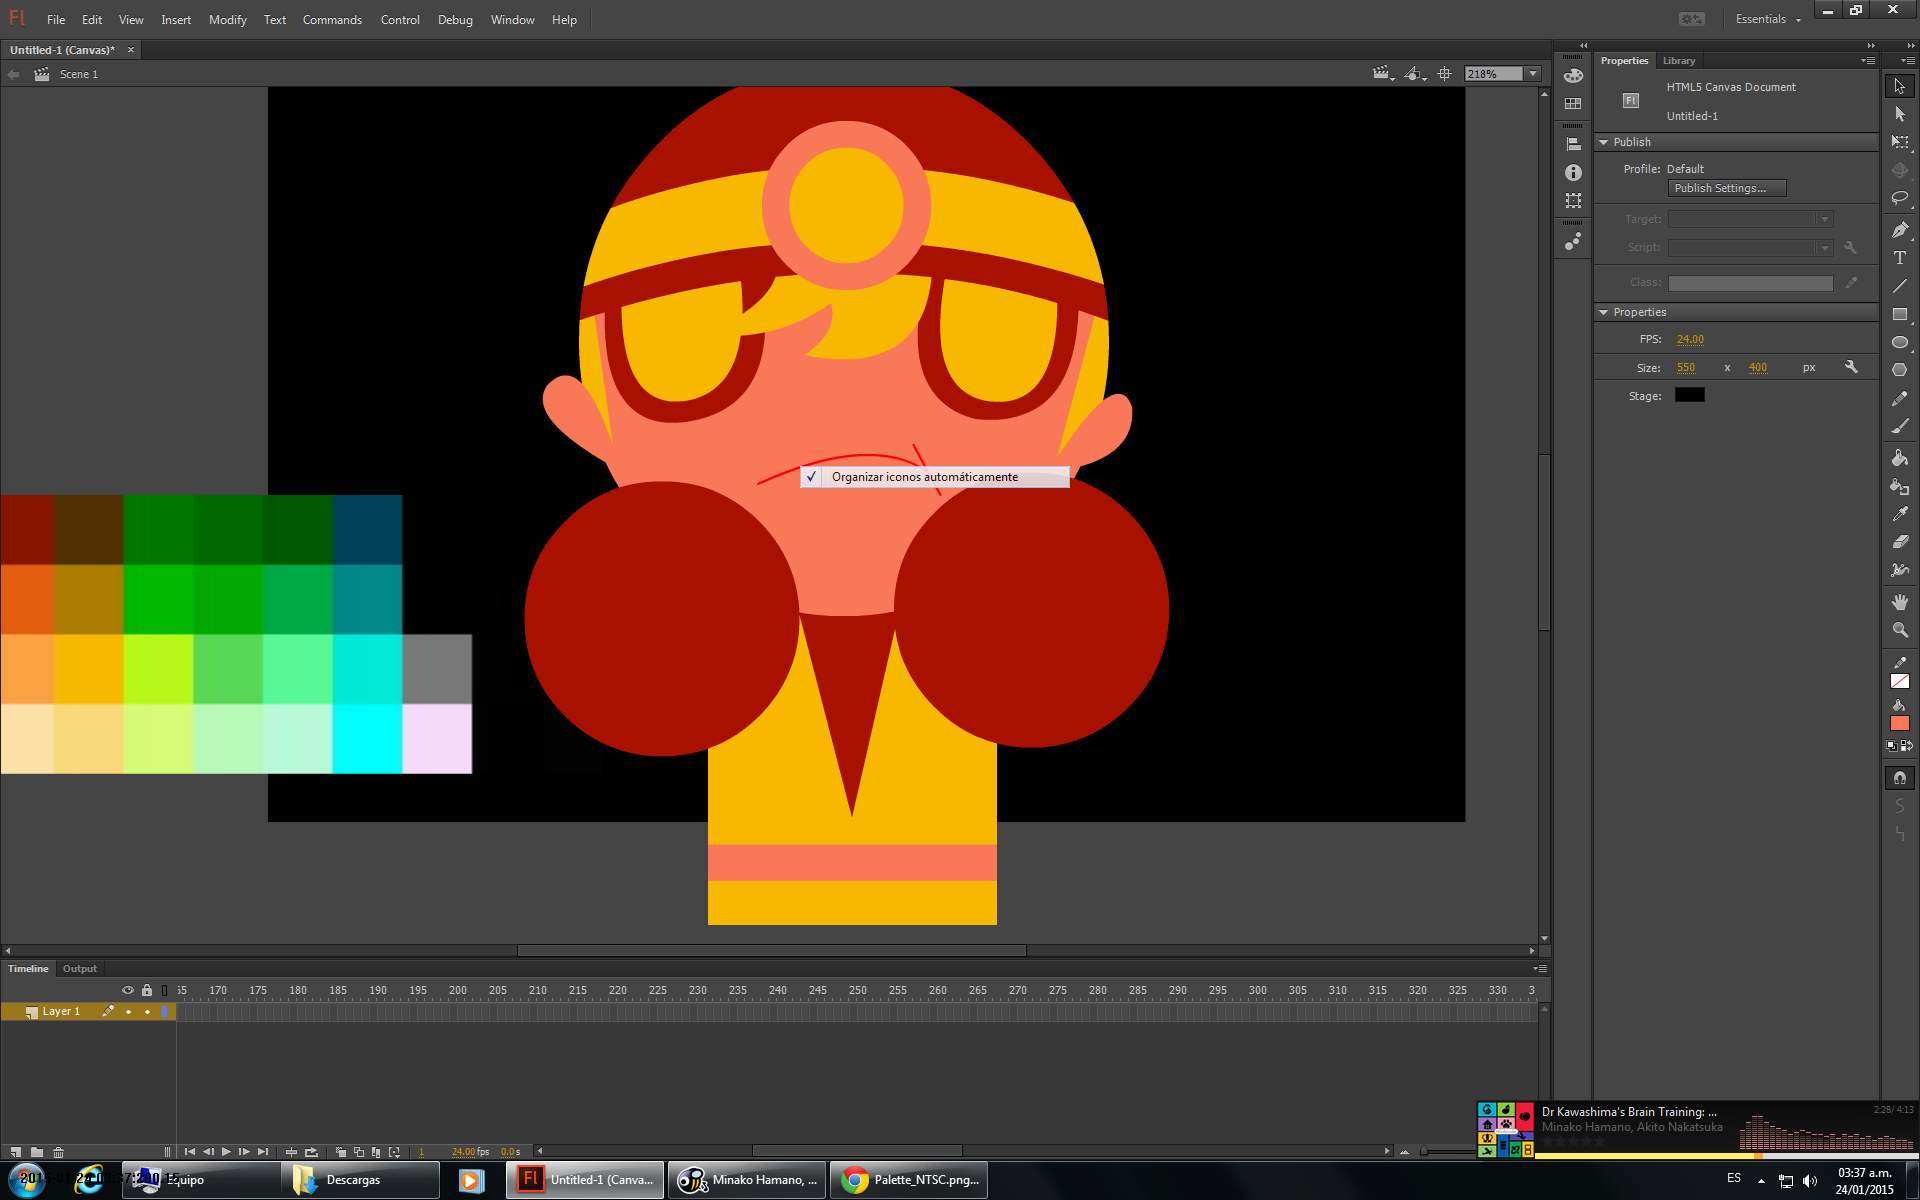 Fl File Edit View Insert Modify Text Commands Control Debug Window Help Essentials
Untitled-1 (Canvas)* ×
Scene 1
218%
Properties Library
HTML5 Canvas Document
Fl
Untitled-1
Publish
Profile: Default
Publish Settings...
Target:
Script:
Class:
Properties
FPS: 24.00
Size: 550 x 400 px
Stage:
✓ Organizar iconos automáticamente
Timeline Output
170 175 180 185 190 195 200 205 210 215 220 225 230 235 240 245 250 255 260 265 270 275 280 285 290 295 300 305 310 315 320 325 330 3
Layer 1
1 24.00 fps 0.0 s
Dr Kawashima's Brain Training: ...
2:28/ 4:13
Minako Hamano, Akito Nakatsuka
Equipo
Descargas
Fl Untitled-1 (Canva...
Minako Hamano, ...
Palette_NTSC.png...
ES
03:37 a.m.
24/01/2015